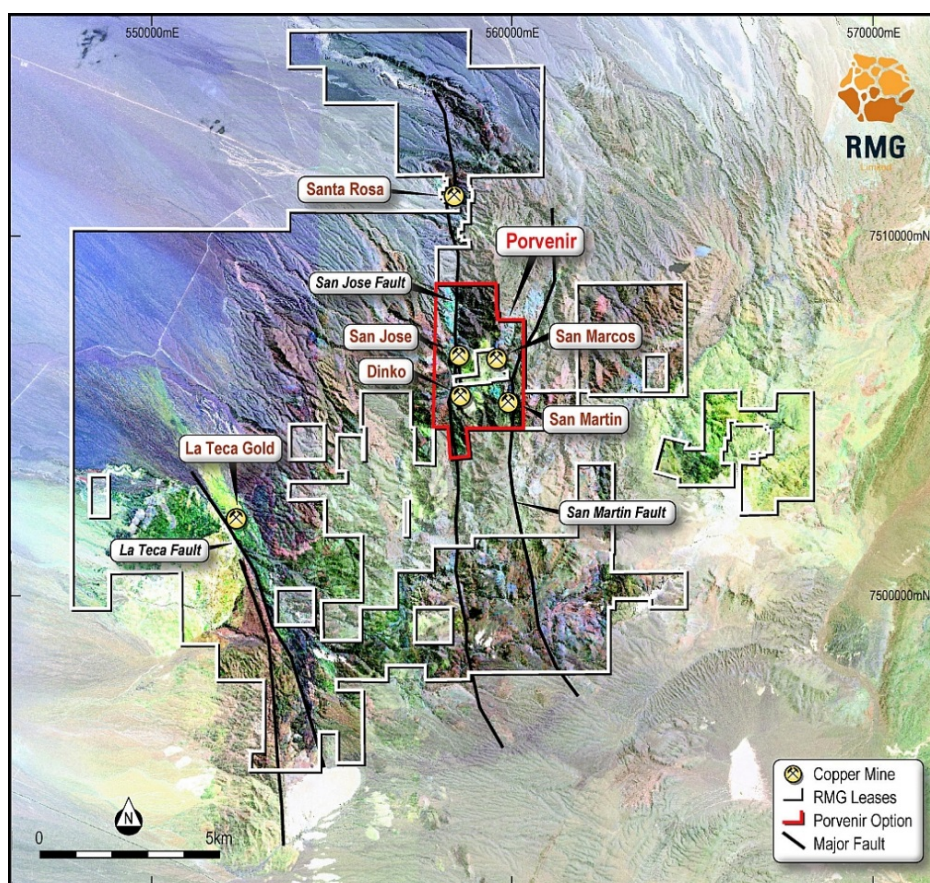 550000mE
560000mE
570000mE
RMG
Limited
Santa Rosa
7510000mN
Porvenir
San Jose Fault
San Jose
San Marcos
Dinko
San Martin
La Teca Gold
San Martin Fault
La Teca Fault
7500000mN
Copper Mine
RMG Leases
Porvenir Option
Major Fault
N
0
5km